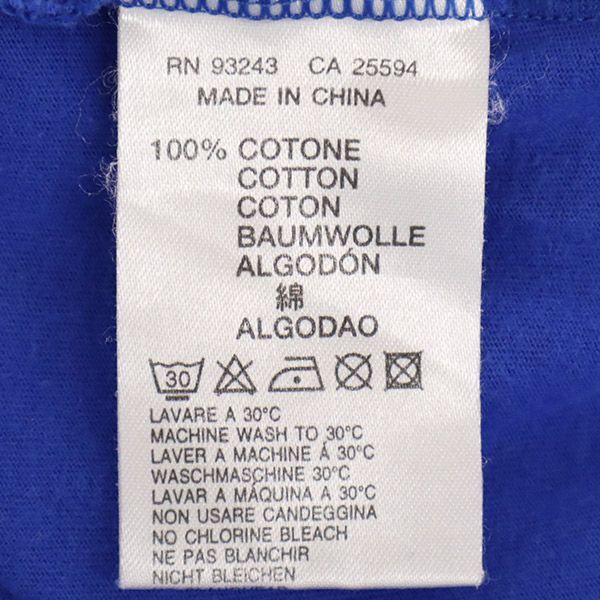 RN 93243 CA 25594
MADE IN CHINA
100% COTONE
COTTON
COTON
BAUMWOLLE
ALGODÓN
綿
ALGODAO
30
LAVARE A 30°C
MACHINE WASH TO 30°C
LAVER A MACHINE À 30°C
WASCHMASCHINE 30°C
LAVAR A MÁQUINA A 30°C
NON USARE CANDEGGINA
NO CHLORINE BLEACH
NE PAS BLANCHIR
NICHT BLEICHEN